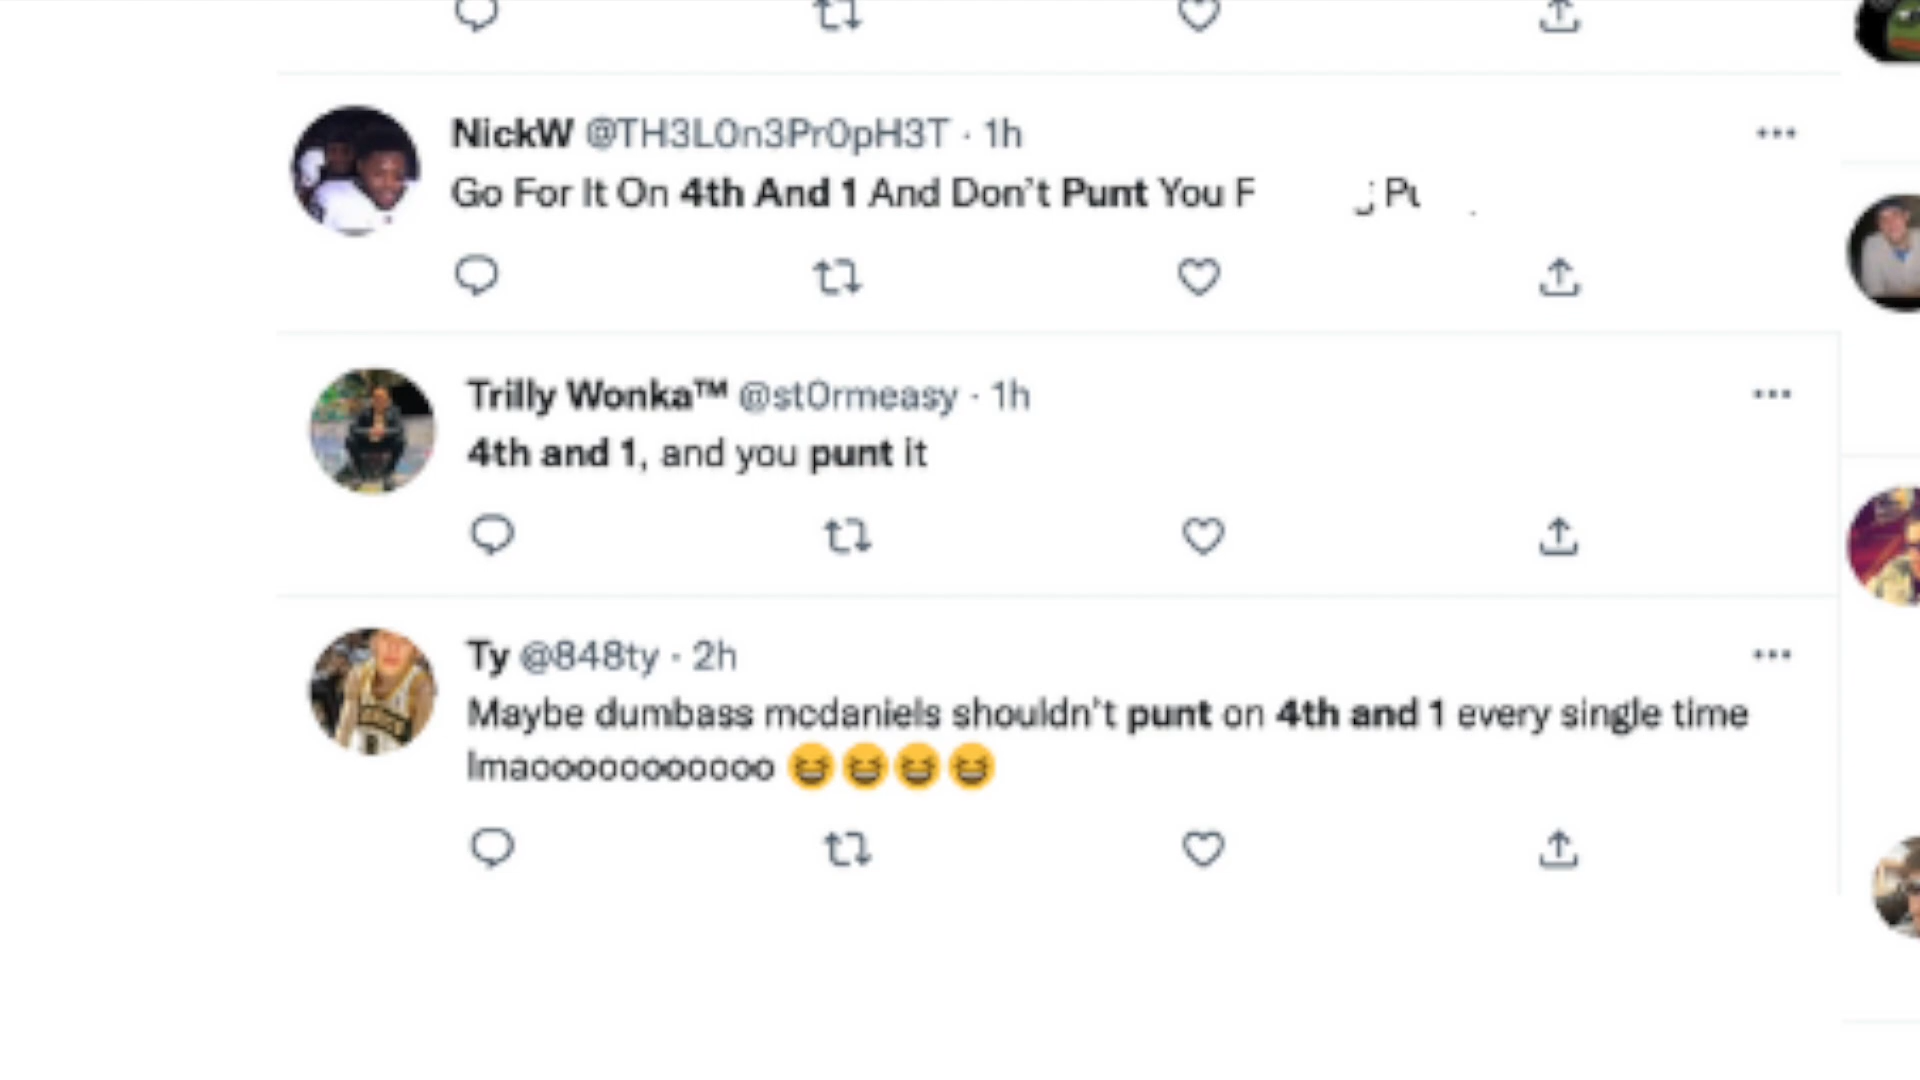 NickW @TH3L0n3Pr0pH3T · 1h
Go For It On 4th And 1 And Don't Punt You F
Trilly Wonka™ @st0rmeasy · 1h
4th and 1, and you punt it
Ty @848ty · 2h
Maybe dumbass mcdaniels shouldn't punt on 4th and 1 every single time
lmaooooooooooo 😆😆😆😆